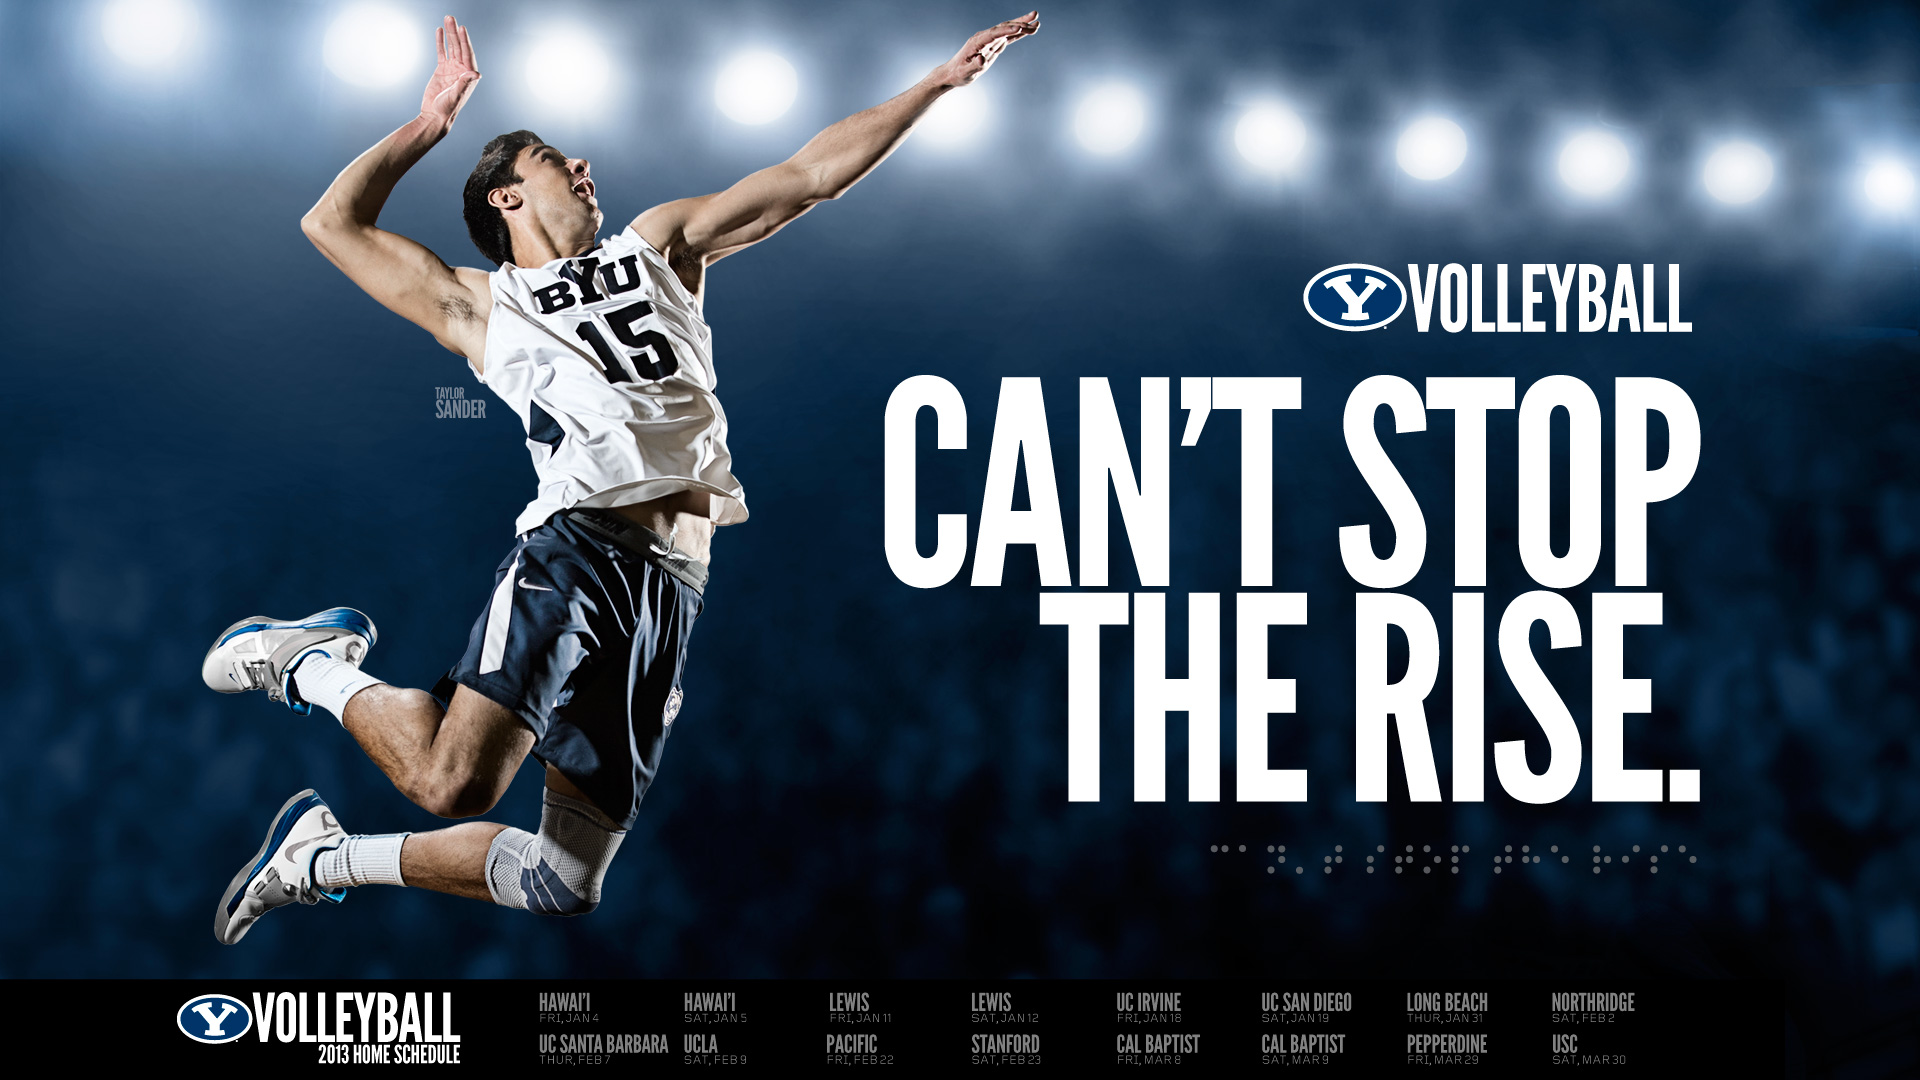 BYU
15
TAYLOR
SANDER
Y VOLLEYBALL
CAN'T STOP
THE RISE.
Y VOLLEYBALL
2013 HOME SCHEDULE
HAWAI'I
FRI, JAN 4
HAWAI'I
SAT, JAN 5
LEWIS
FRI, JAN 11
LEWIS
SAT, JAN 12
UC IRVINE
FRI, JAN 18
UC SAN DIEGO
SAT, JAN 19
LONG BEACH
THUR, JAN 31
NORTHRIDGE
SAT, FEB 2
UC SANTA BARBARA
THUR, FEB 7
UCLA
SAT, FEB 9
PACIFIC
FRI, FEB 22
STANFORD
SAT, FEB 23
CAL BAPTIST
FRI, MAR 8
CAL BAPTIST
SAT, MAR 9
PEPPERDINE
FRI, MAR 29
USC
SAT, MAR 30